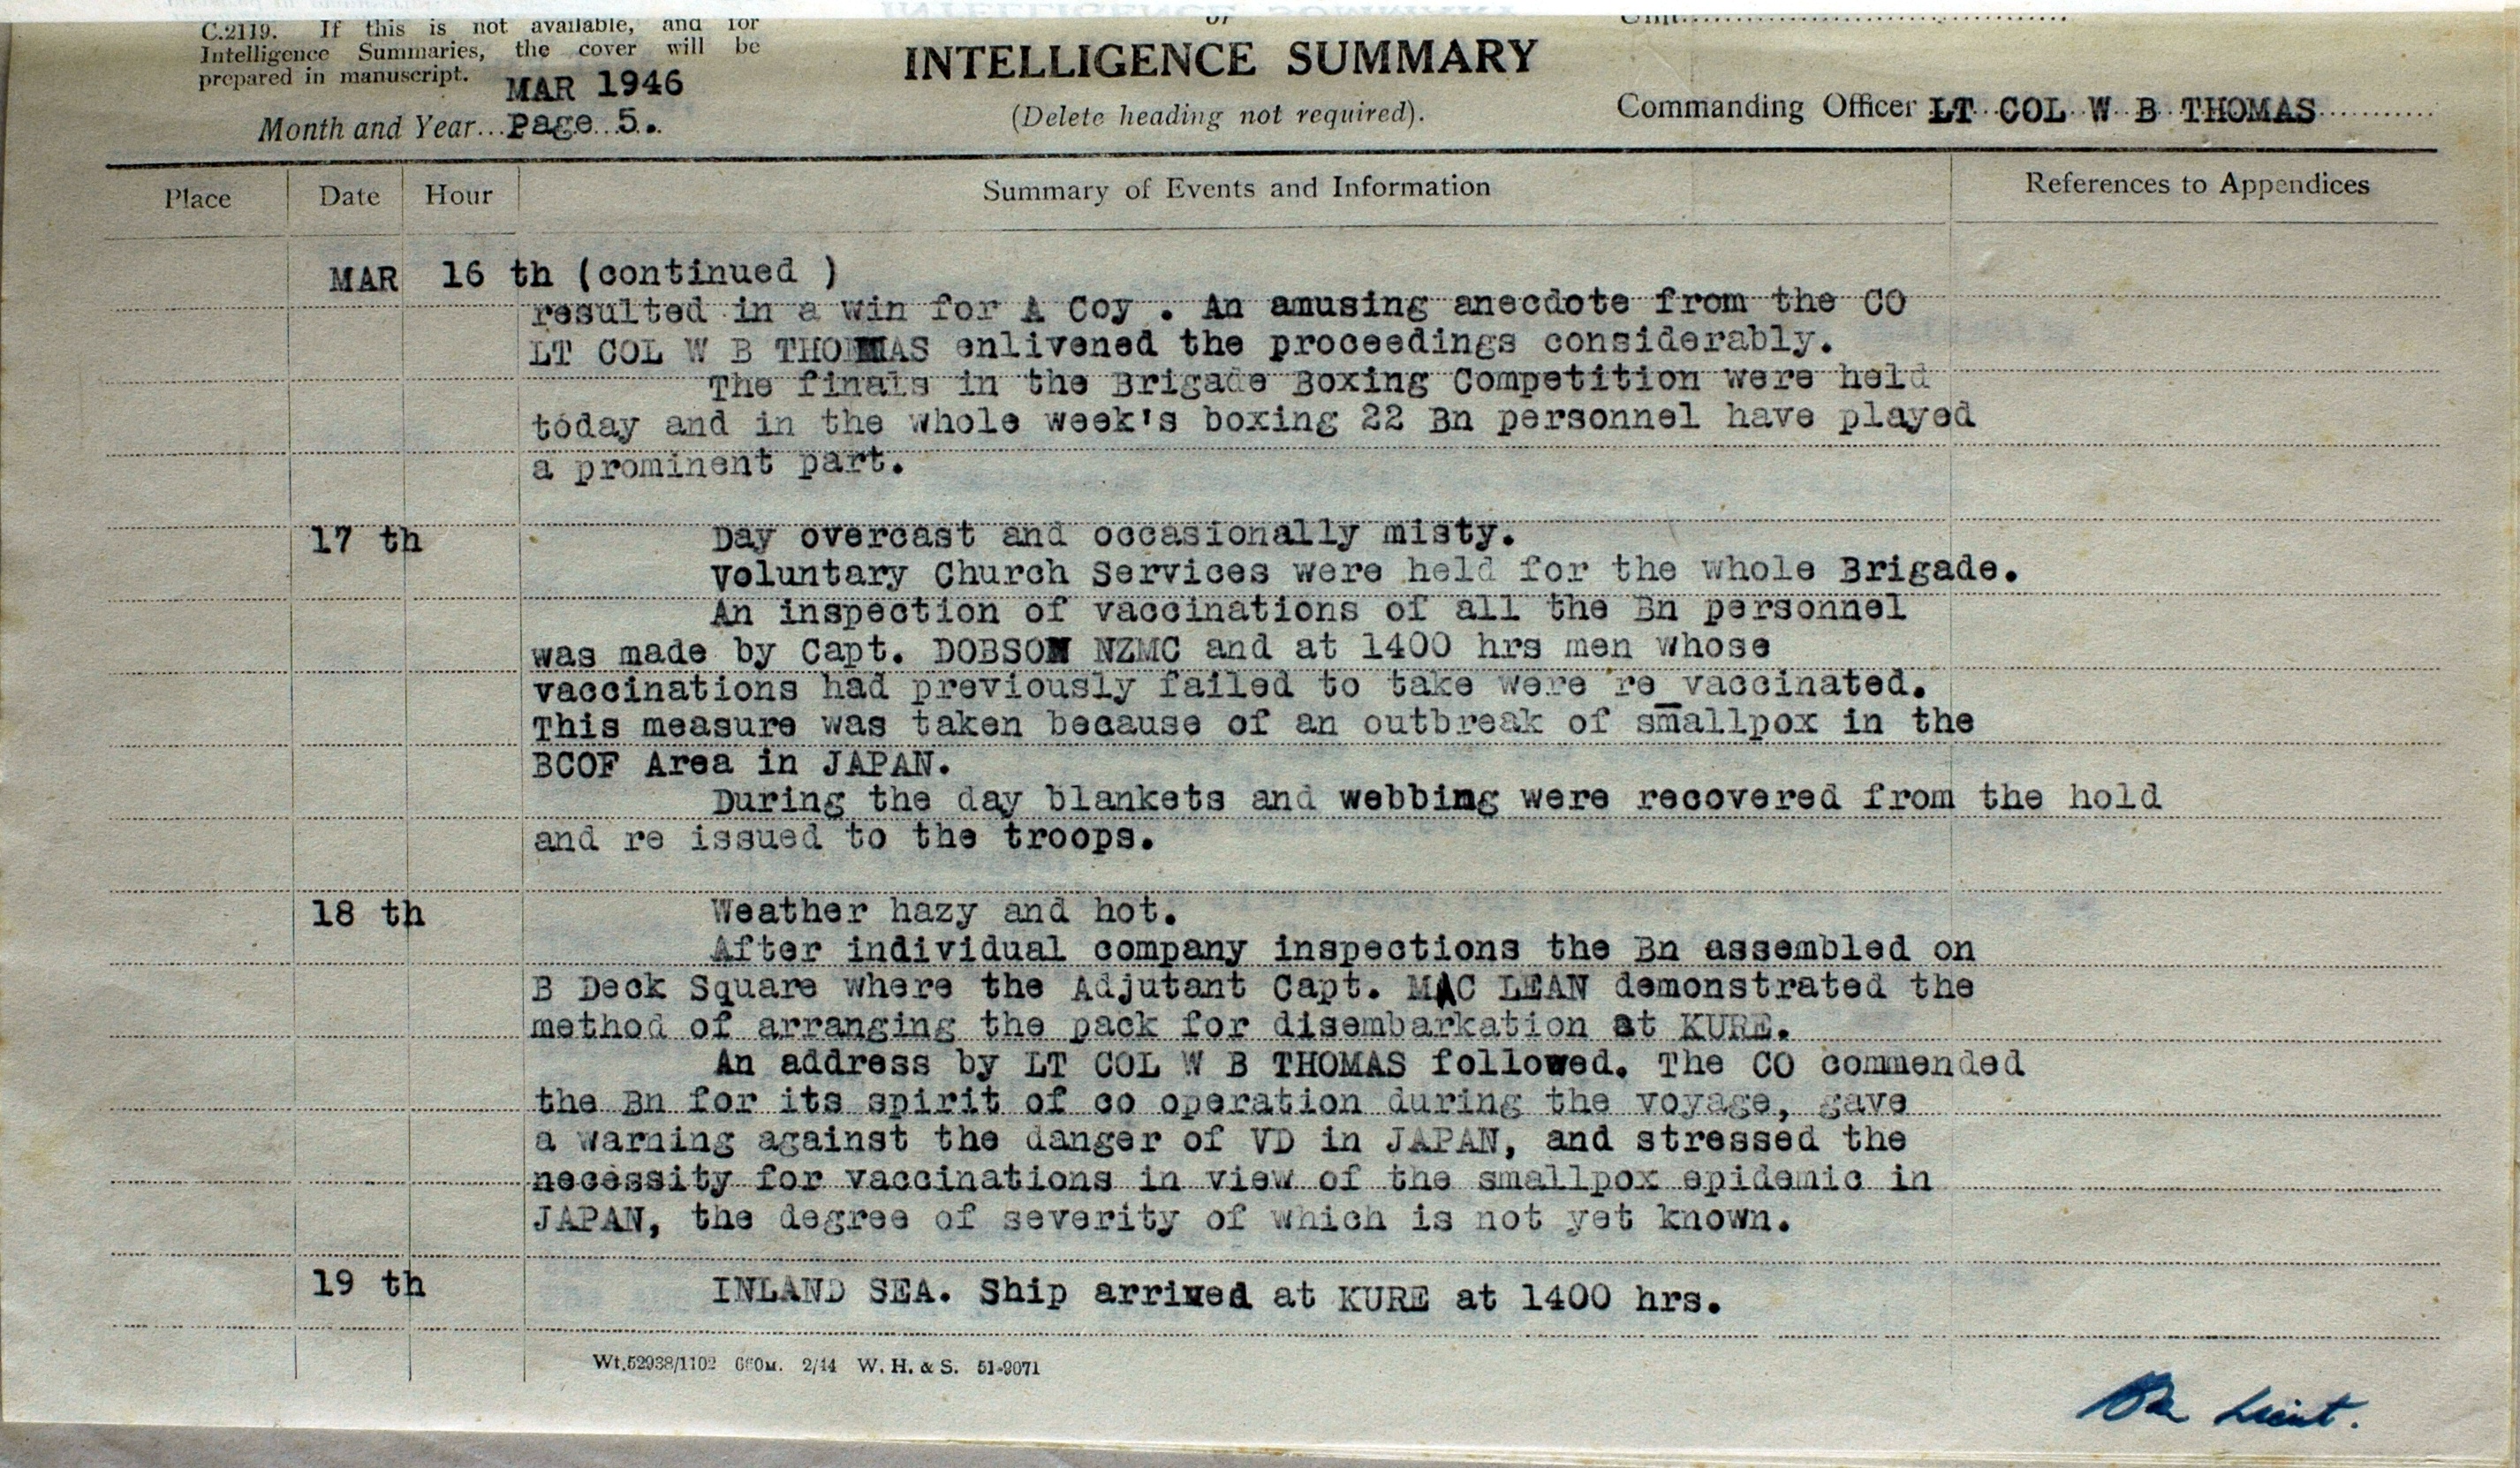 C.2119. If this is not available, and for
Intelligence Summaries, the cover will be
prepared in manuscript.
MAR 1946
Month and Year...Page 5.
or
INTELLIGENCE SUMMARY
(Delete heading not required).
Unit
Commanding Officer LT COL W B THOMAS
Place Date Hour Summary of Events and Information References to Appendices
MAR 16 th (continued )
resulted in a win for A Coy . An amusing anecdote from the CO
LT COL W B THOMAS enlivened the proceedings considerably.
The finals in the Brigade Boxing Competition were held
today and in the whole week's boxing 22 Bn personnel have played
a prominent part.
17 th Day overcast and occasionally misty.
Voluntary Church Services were held for the whole Brigade.
An inspection of vaccinations of all the Bn personnel
was made by Capt. DOBSON NZMC and at 1400 hrs men whose
vaccinations had previously failed to take were re vaccinated.
This measure was taken because of an outbreak of smallpox in the
BCOF Area in JAPAN.
During the day blankets and webbing were recovered from the hold
and re issued to the troops.
18 th Weather hazy and hot.
After individual company inspections the Bn assembled on
B Deck Square where the Adjutant Capt. MAC LEAN demonstrated the
method of arranging the pack for disembarkation at KURE.
An address by LT COL W B THOMAS followed. The CO commended
the Bn for its spirit of co operation during the voyage, gave
a warning against the danger of VD in JAPAN, and stressed the
necessity for vaccinations in view of the smallpox epidemic in
JAPAN, the degree of severity of which is not yet known.
19 th INLAND SEA. Ship arrived at KURE at 1400 hrs.
Wt.52938/1102 660M. 2/44 W. H. & S. 51-9071
Lieut.